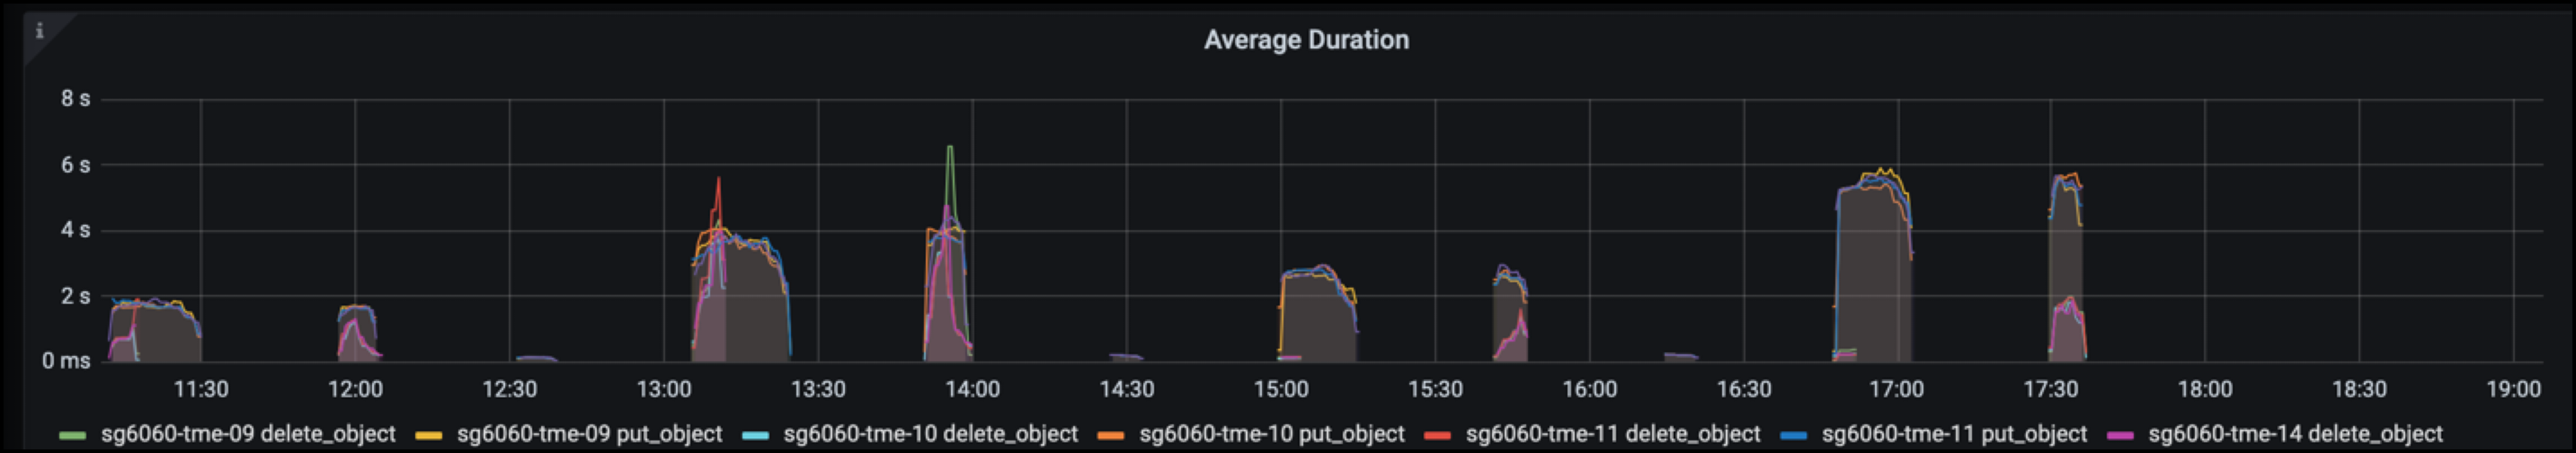 i
Average Duration
8 s
6 s
4 s
2 s
0 ms
11:30 12:00 12:30 13:00 13:30 14:00 14:30 15:00 15:30 16:00 16:30 17:00 17:30 18:00 18:30 19:00
sg6060-tme-09 delete_object sg6060-tme-09 put_object sg6060-tme-10 delete_object sg6060-tme-10 put_object sg6060-tme-11 delete_object sg6060-tme-11 put_object sg6060-tme-14 delete_object